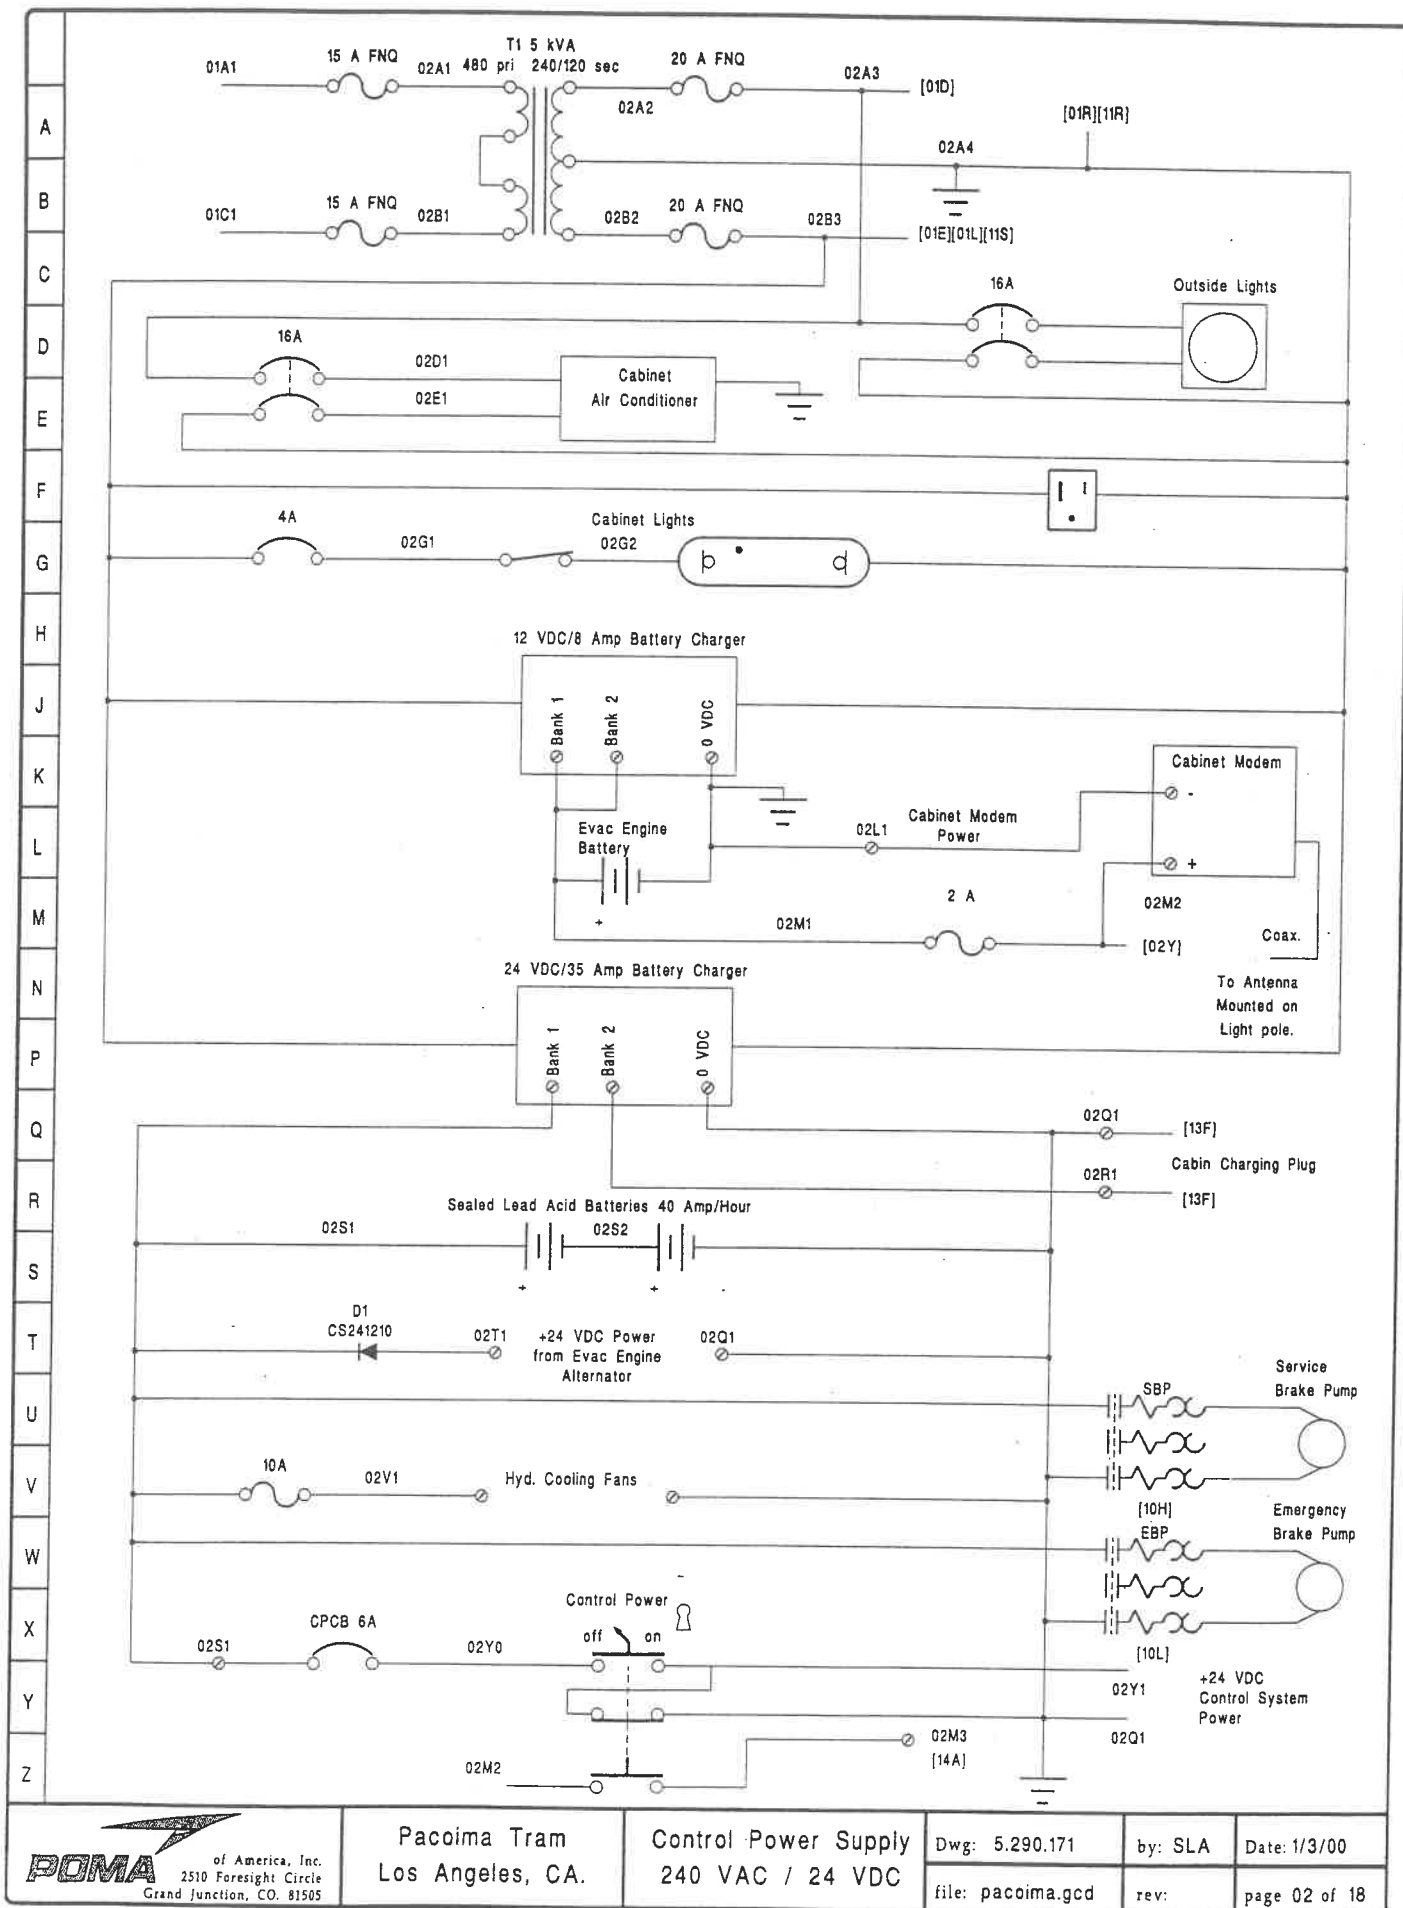 T1 5 kVA
01A1
15 A FNQ
02A1
480 pri
240/120 sec
20 A FNQ
02A3
[01D]
02A2
[01R][11R]
A
02A4
B
01C1
15 A FNQ
02B1
02B2
20 A FNQ
02B3
[01E][01L][11S]
C
16A
Outside Lights
D
16A
02D1
Cabinet
Air Conditioner
02E1
E
F
4A
Cabinet Lights
02G1
02G2
G
H
12 VDC/8 Amp Battery Charger
J
Bank 1
Bank 2
0 VDC
K
Cabinet Modem
-
Evac Engine
Battery
02L1
Cabinet Modem
Power
L
+
2 A
02M2
M
+
02M1
[02Y]
Coax.
24 VDC/35 Amp Battery Charger
N
To Antenna
Mounted on
Light pole.
P
Bank 1
Bank 2
0 VDC
Q
02Q1
[13F]
Cabin Charging Plug
02R1
[13F]
R
Sealed Lead Acid Batteries 40 Amp/Hour
02S1
02S2
S
+
+
D1
CS241210
T
02T1
+24 VDC Power
from Evac Engine
Alternator
02Q1
Service
Brake Pump
SBP
U
10A
V
02V1
Hyd. Cooling Fans
[10H]
Emergency
Brake Pump
EBP
W
Control Power
CPCB 6A
X
off
on
02S1
02Y0
[10L]
+24 VDC
Control System
Power
02Y1
Y
02Q1
02M3
[14A]
Z
02M2
POMA
of America, Inc.
2510 Foresight Circle
Grand Junction, CO. 81505
Pacoima Tram
Los Angeles, CA.
Control Power Supply
240 VAC / 24 VDC
Dwg: 5.290.171
by: SLA
Date: 1/3/00
file: pacoima.gcd
rev:
page 02 of 18